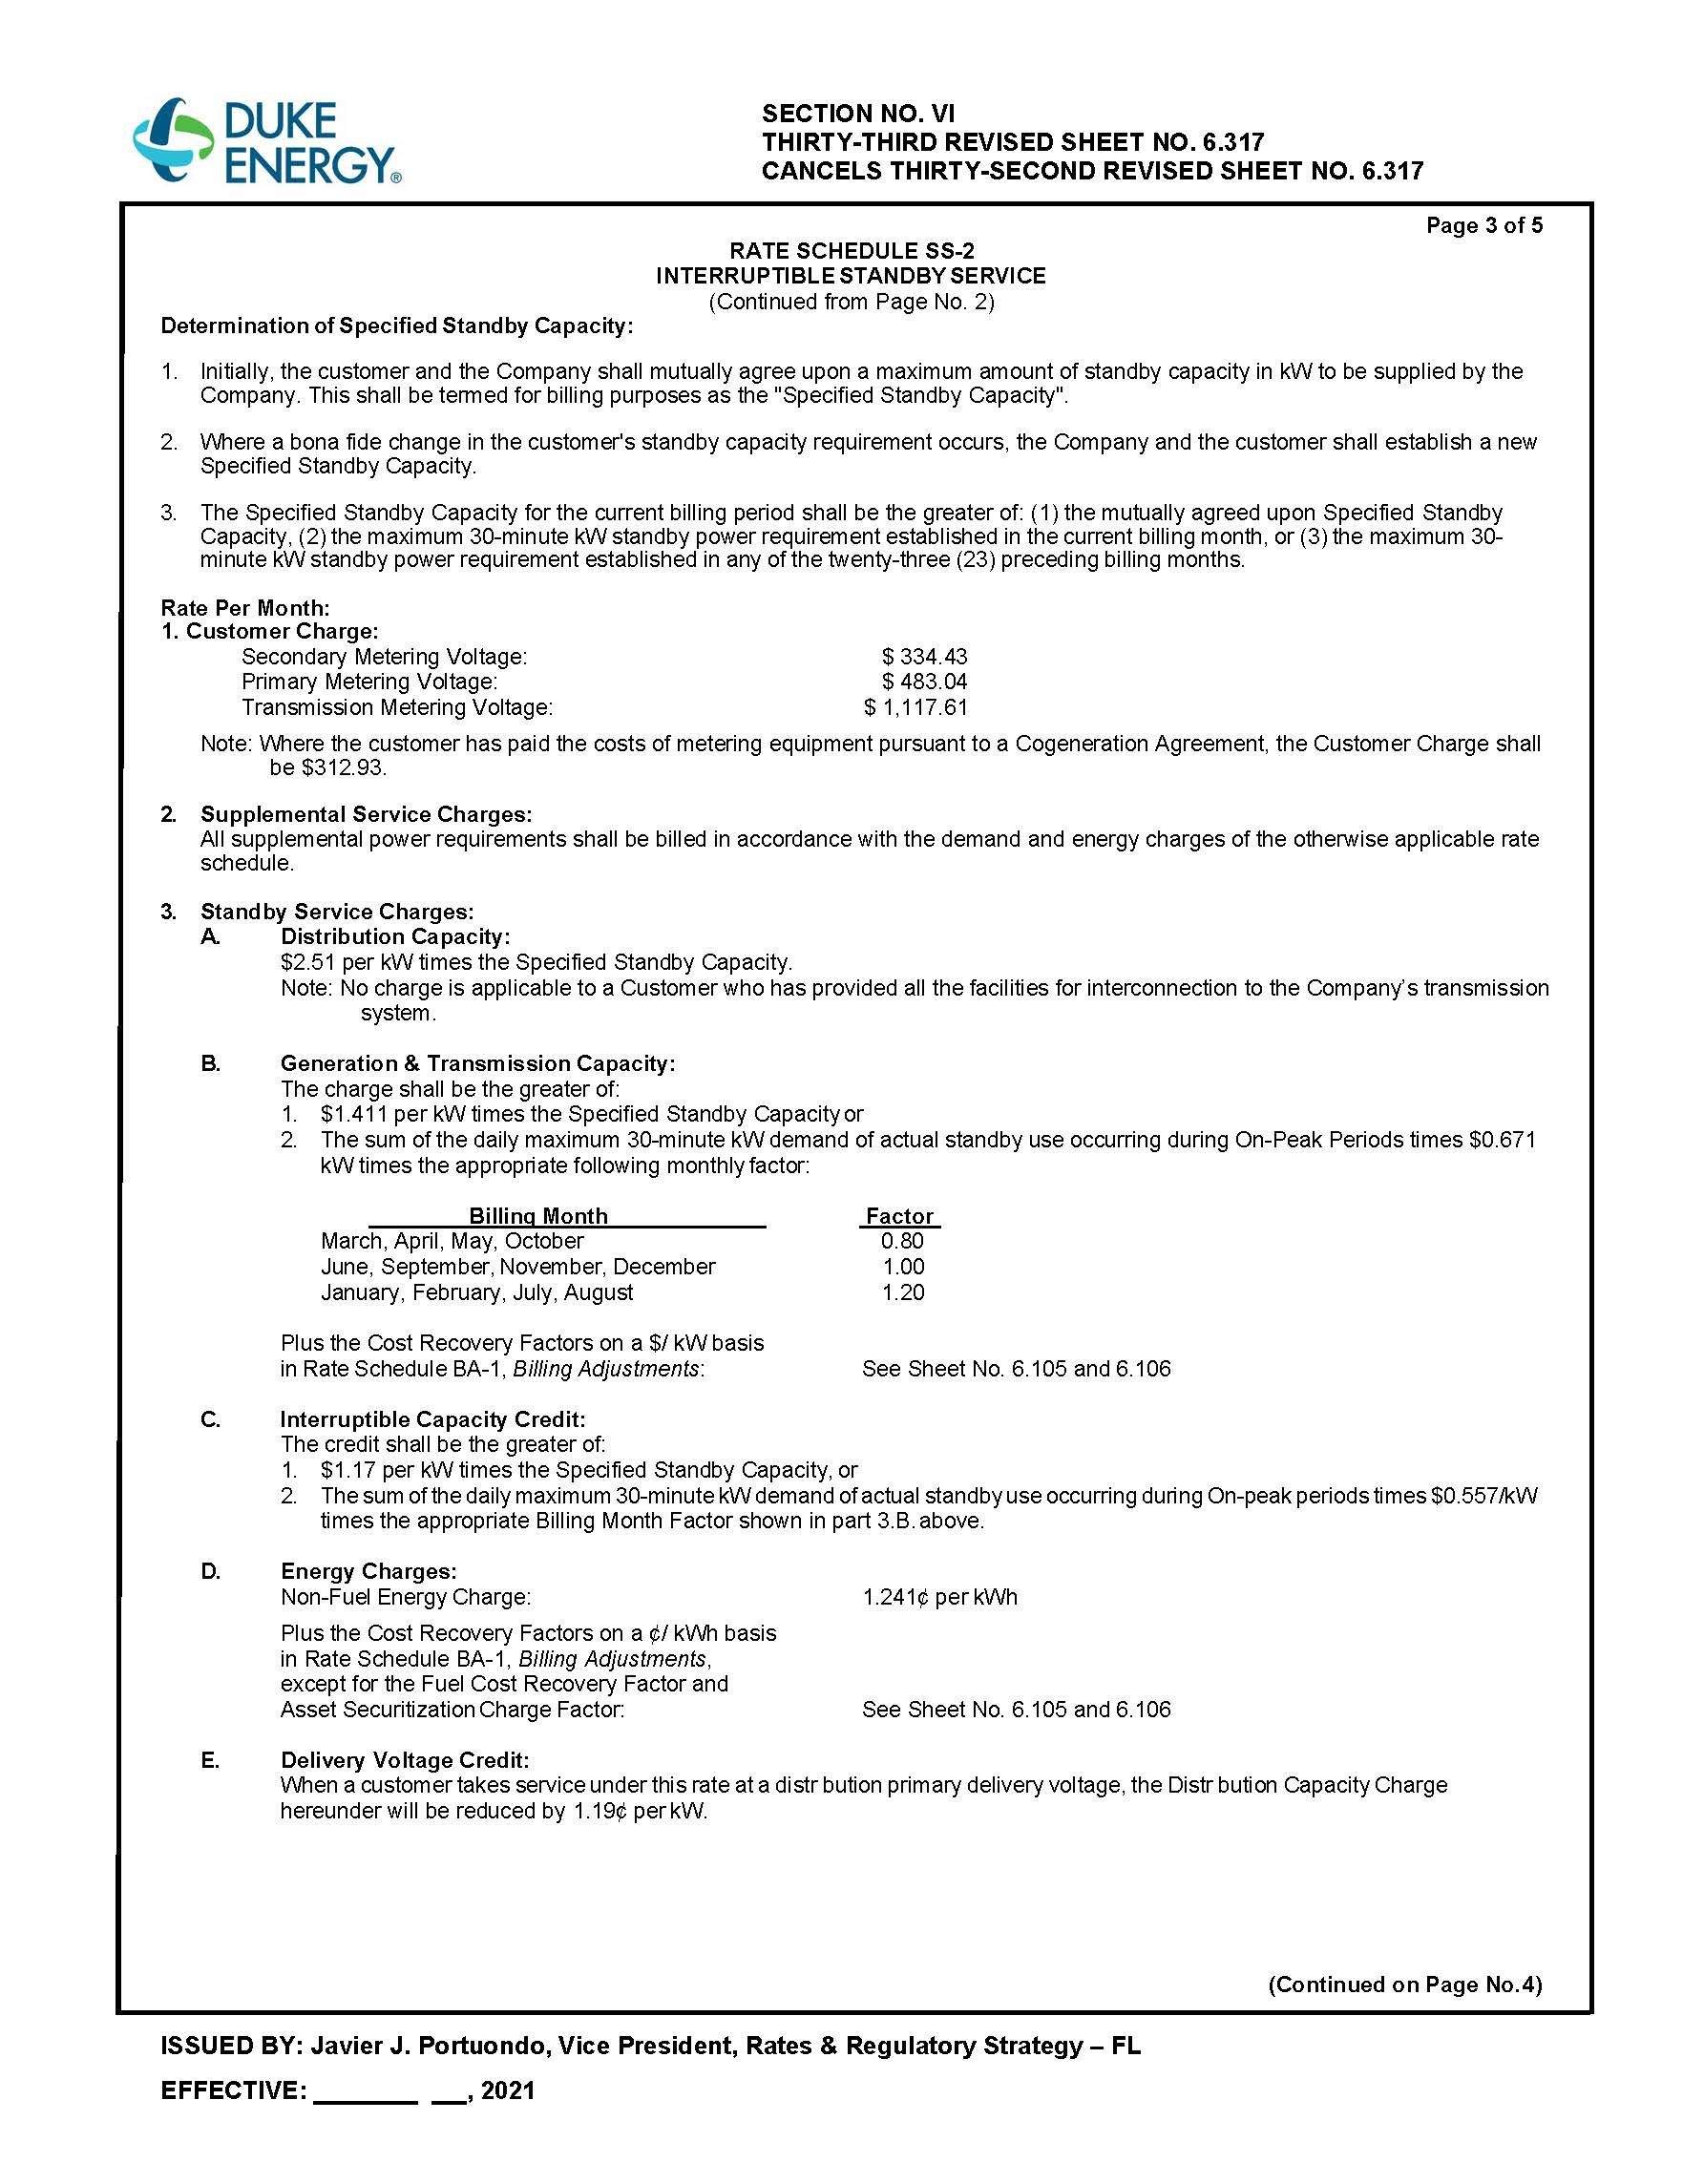 DUKE
ENERGY®
SECTION NO. VI
THIRTY-THIRD REVISED SHEET NO. 6.317
CANCELS THIRTY-SECOND REVISED SHEET NO. 6.317
Page 3 of 5
RATE SCHEDULE SS-2
INTERRUPTIBLE STANDBY SERVICE
(Continued from Page No. 2)
Determination of Specified Standby Capacity:
1. Initially, the customer and the Company shall mutually agree upon a maximum amount of standby capacity in kW to be supplied by the
Company. This shall be termed for billing purposes as the "Specified Standby Capacity".
2. Where a bona fide change in the customer's standby capacity requirement occurs, the Company and the customer shall establish a new
Specified Standby Capacity.
3. The Specified Standby Capacity for the current billing period shall be the greater of: (1) the mutually agreed upon Specified Standby
Capacity, (2) the maximum 30-minute kW standby power requirement established in the current billing month, or (3) the maximum 30-
minute kW standby power requirement established in any of the twenty-three (23) preceding billing months.
Rate Per Month:
1. Customer Charge:
Secondary Metering Voltage: $ 334.43
Primary Metering Voltage: $ 483.04
Transmission Metering Voltage: $ 1,117.61
Note: Where the customer has paid the costs of metering equipment pursuant to a Cogeneration Agreement, the Customer Charge shall
be $312.93.
2. Supplemental Service Charges:
All supplemental power requirements shall be billed in accordance with the demand and energy charges of the otherwise applicable rate
schedule.
3. Standby Service Charges:
A. Distribution Capacity:
$2.51 per kW times the Specified Standby Capacity.
Note: No charge is applicable to a Customer who has provided all the facilities for interconnection to the Company's transmission
system.
B. Generation & Transmission Capacity:
The charge shall be the greater of:
1. $1.411 per kW times the Specified Standby Capacity or
2. The sum of the daily maximum 30-minute kW demand of actual standby use occurring during On-Peak Periods times $0.671
kW times the appropriate following monthly factor:
Billing Month Factor
March, April, May, October 0.80
June, September, November, December 1.00
January, February, July, August 1.20
Plus the Cost Recovery Factors on a $/ kW basis
in Rate Schedule BA-1, Billing Adjustments: See Sheet No. 6.105 and 6.106
C. Interruptible Capacity Credit:
The credit shall be the greater of:
1. $1.17 per kW times the Specified Standby Capacity, or
2. The sum of the daily maximum 30-minute kW demand of actual standby use occurring during On-peak periods times $0.557/kW
times the appropriate Billing Month Factor shown in part 3.B. above.
D. Energy Charges:
Non-Fuel Energy Charge: 1.241¢ per kWh
Plus the Cost Recovery Factors on a ¢/ kWh basis
in Rate Schedule BA-1, Billing Adjustments,
except for the Fuel Cost Recovery Factor and
Asset Securitization Charge Factor: See Sheet No. 6.105 and 6.106
E. Delivery Voltage Credit:
When a customer takes service under this rate at a distr bution primary delivery voltage, the Distr bution Capacity Charge
hereunder will be reduced by 1.19¢ per kW.
(Continued on Page No.4)
ISSUED BY: Javier J. Portuondo, Vice President, Rates & Regulatory Strategy – FL
EFFECTIVE: ________ ___, 2021